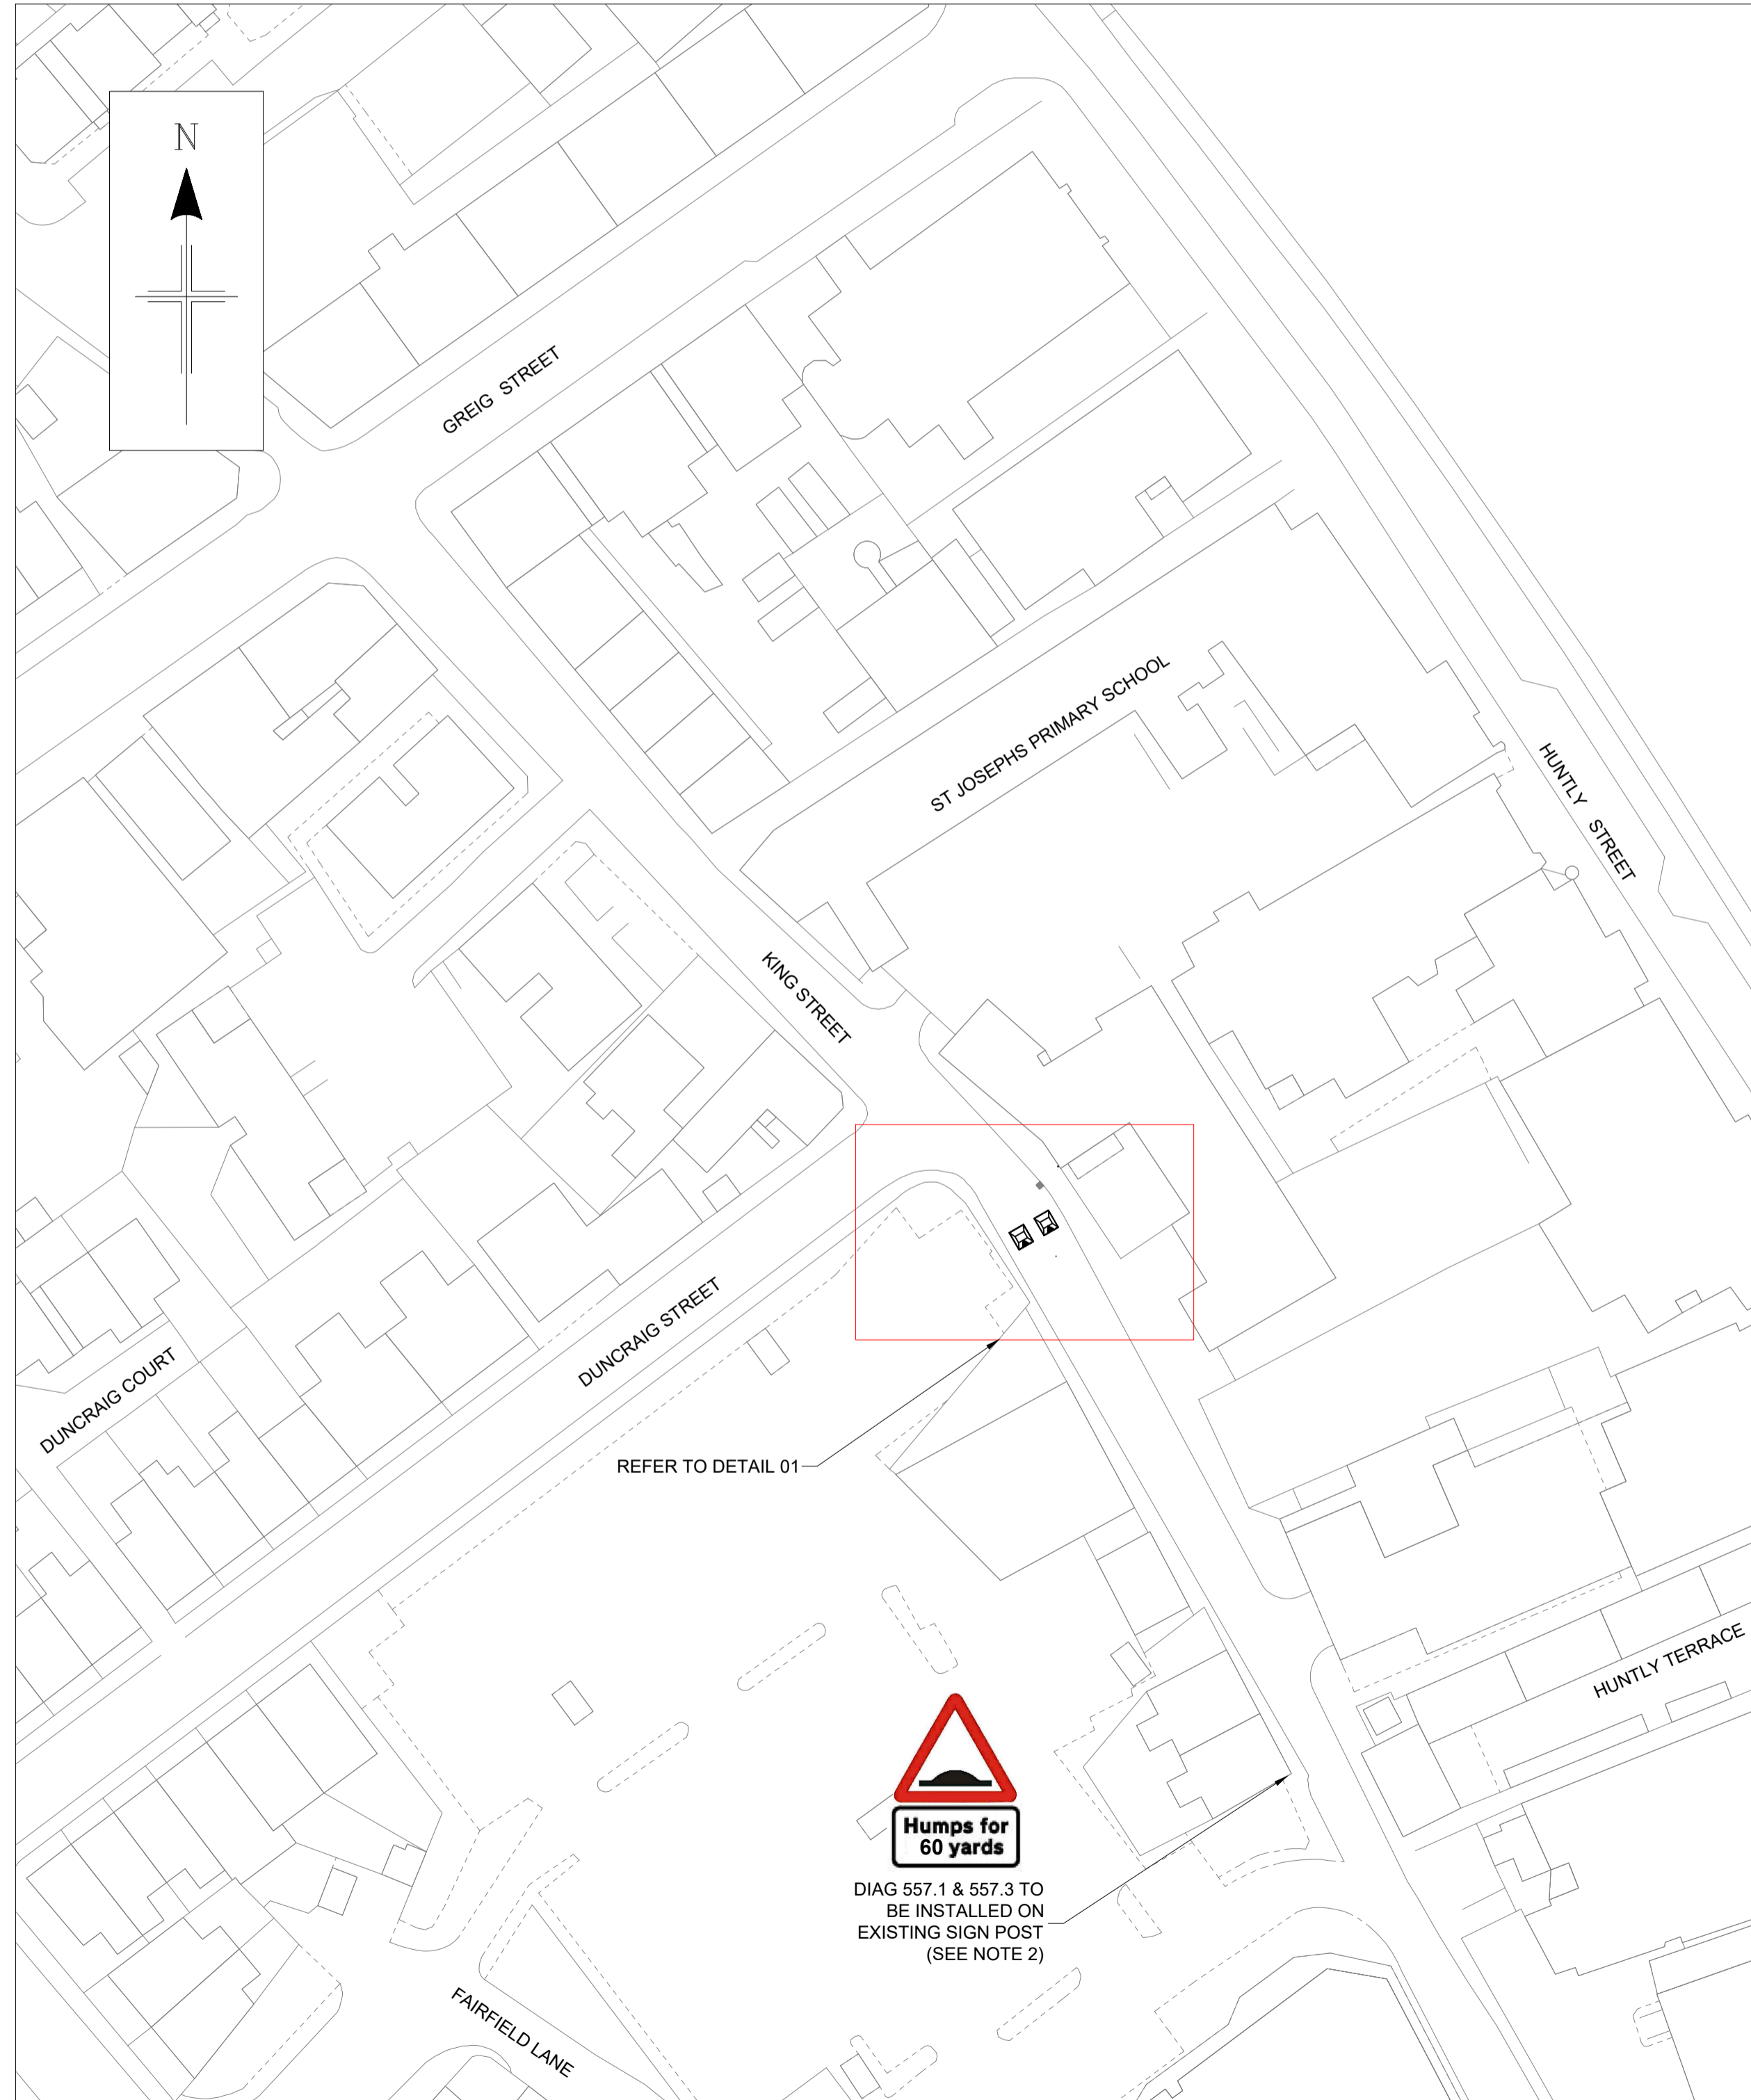 N
GREIG STREET
ST JOSEPHS PRIMARY SCHOOL
HUNTLY STREET
KING STREET
DUNCRAIG STREET
DUNCRAIG COURT
REFER TO DETAIL 01
HUNTLY TERRACE
Humps for
60 yards
DIAG 557.1 & 557.3 TO
BE INSTALLED ON
EXISTING SIGN POST
(SEE NOTE 2)
FAIRFIELD LANE